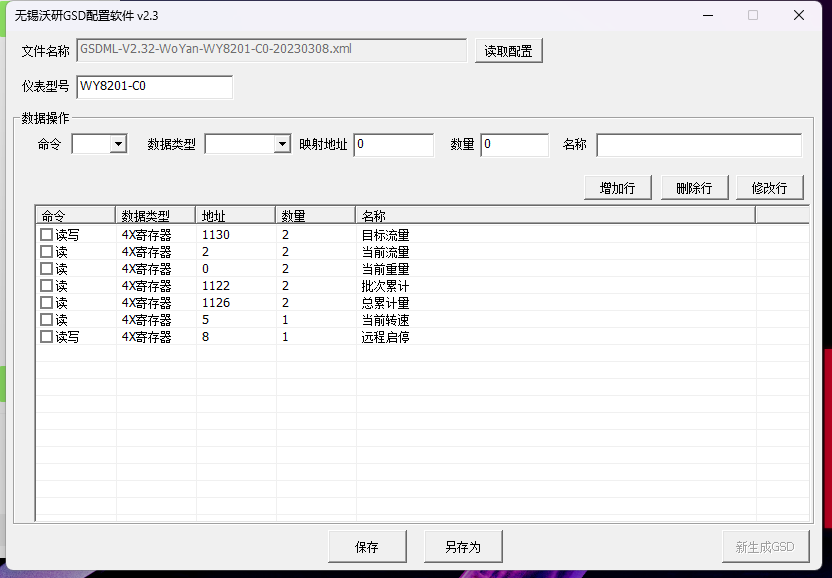 无锡沃研GSD配置软件 v2.3
文件名称 GSDML-V2.32-WoYan-WY8201-C0-20230308.xml 读取配置
仪表型号 WY8201-C0
数据操作
命令 数据类型 映射地址 0 数量 0 名称
增加行 删除行 修改行
命令 数据类型 地址 数量 名称
读写 4X寄存器 1130 2 目标流量
读 4X寄存器 2 2 当前流量
读 4X寄存器 0 2 当前重量
读 4X寄存器 1122 2 批次累计
读 4X寄存器 1126 2 总累计量
读 4X寄存器 5 1 当前转速
读写 4X寄存器 8 1 远程启停
保存 另存为 新生成GSD